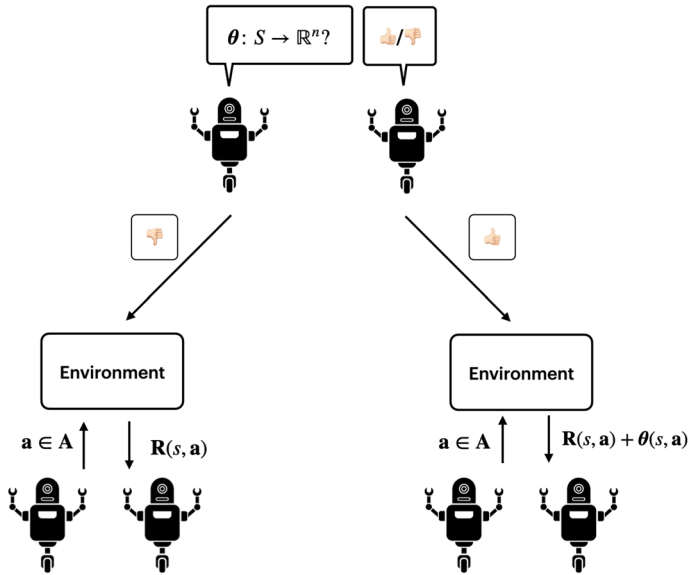 𝜽: S → ℝⁿ?
👍🏻/👎🏻
👎🏻
👍🏻
Environment
Environment
𝐚 ∈ 𝐀
𝐑(s, 𝐚)
𝐚 ∈ 𝐀
𝐑(s, 𝐚) + 𝜽(s, 𝐚)